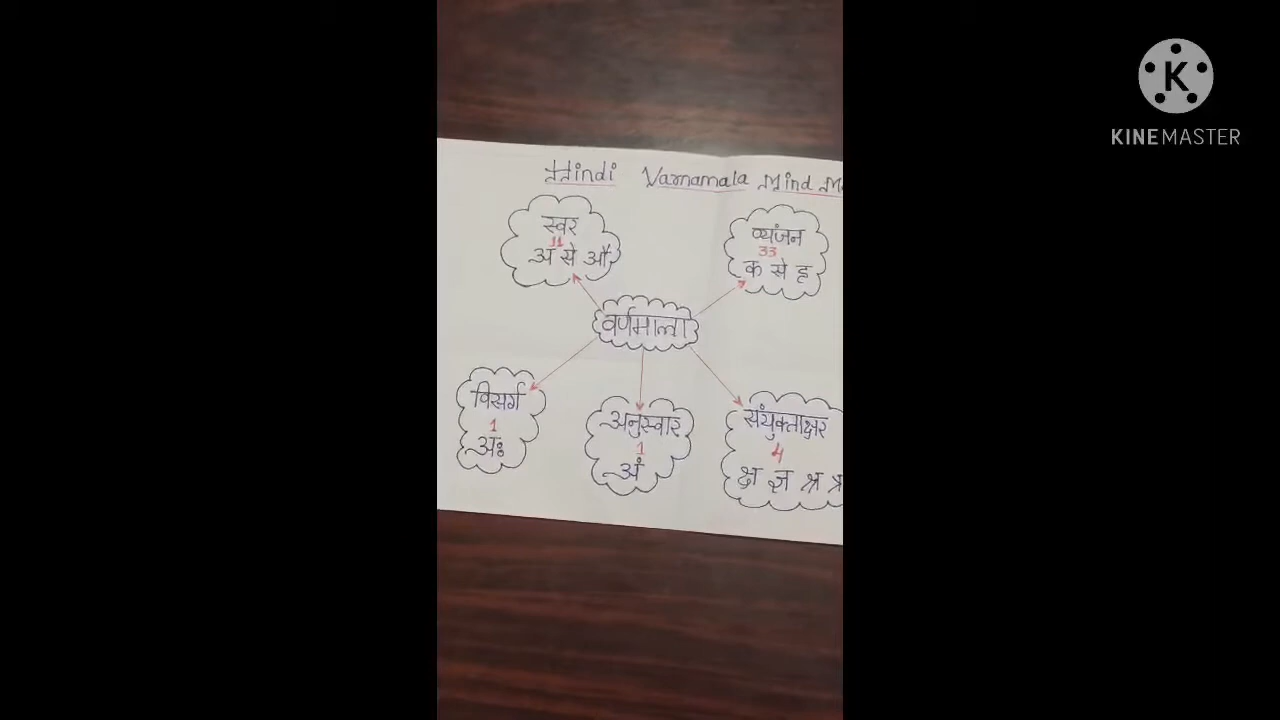 Hindi Varnamala Mind
स्वर
11
अ से औ
व्यंजन
33
क से ह
वर्णमाला
विसर्ग
1
अः
अनुस्वार
1
अं
संयुक्ताक्षर
4
क्ष ज्ञ श्र
KINEMASTER